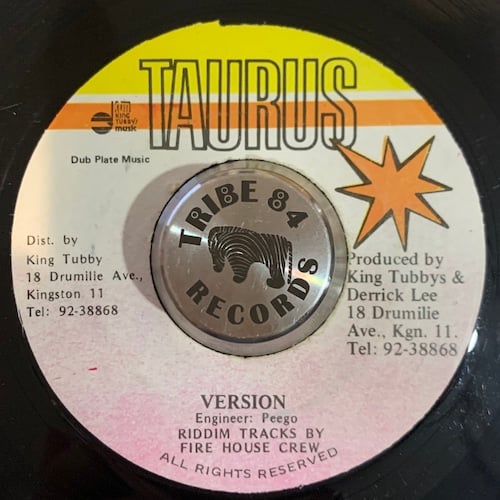 TAURUS
KING
TUBBYS
music
Dub Plate Music
TRIBE 84
RECORDS
Dist. by
King Tubby
18 Drumilie Ave.,
Kingston 11
Tel: 92-38868
Produced by
King Tubbys &
Derrick Lee
18 Drumilie
Ave., Kgn. 11.
Tel: 92-38868
VERSION
Engineer: Peego
RIDDIM TRACKS BY
FIRE HOUSE CREW
ALL RIGHTS RESERVED